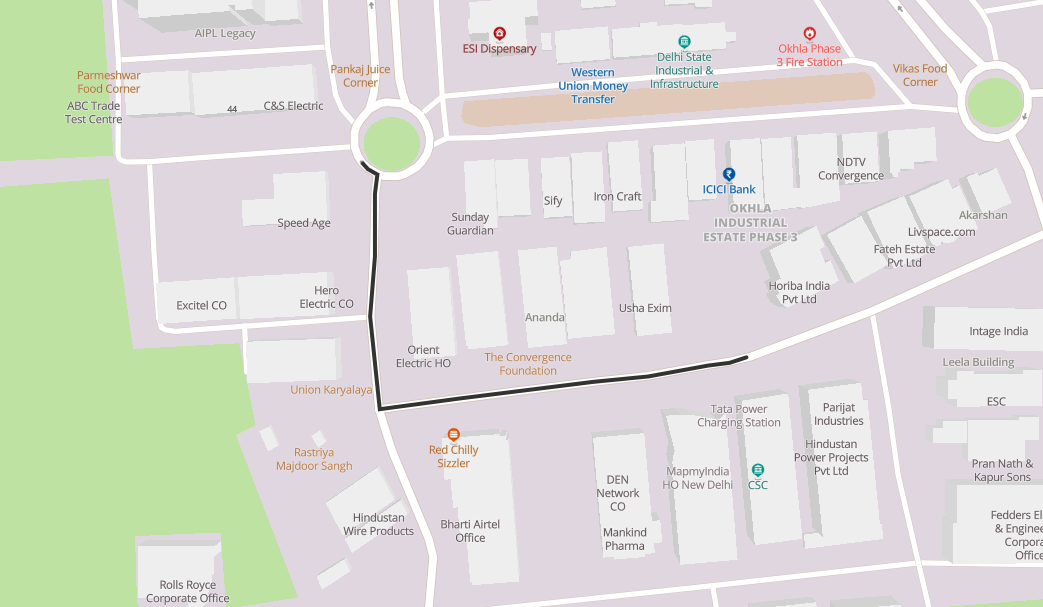 AIPL Legacy
ESI Dispensary
Delhi State
Industrial &
Infrastructure
Okhla Phase
3 Fire Station
Western
Union Money
Transfer
Vikas Food
Corner
Parmeshwar
Food Corner
Pankaj Juice
Corner
ABC Trade
Test Centre
44
C&S Electric
NDTV
Convergence
ICICI Bank
Iron Craft
Sify
OKHLA
INDUSTRIAL
ESTATE PHASE 3
Sunday
Guardian
Speed Age
Akarshan
Livspace.com
Fateh Estate
Pvt Ltd
Horiba India
Pvt Ltd
Excitel CO
Hero
Electric CO
Usha Exim
Ananda
Intage India
Orient
Electric HO
The Convergence
Foundation
Leela Building
Union Karyalaya
ESC
Tata Power
Charging Station
Parijat
Industries
Red Chilly
Sizzler
Rastriya
Majdoor Sangh
Hindustan
Power Projects
Pvt Ltd
MapmyIndia
HO New Delhi
CSC
Pran Nath &
Kapur Sons
DEN
Network
CO
Hindustan
Wire Products
Bharti Airtel
Office
Mankind
Pharma
Fedders El
& Enginee
Corpora
Office
Rolls Royce
Corporate Office